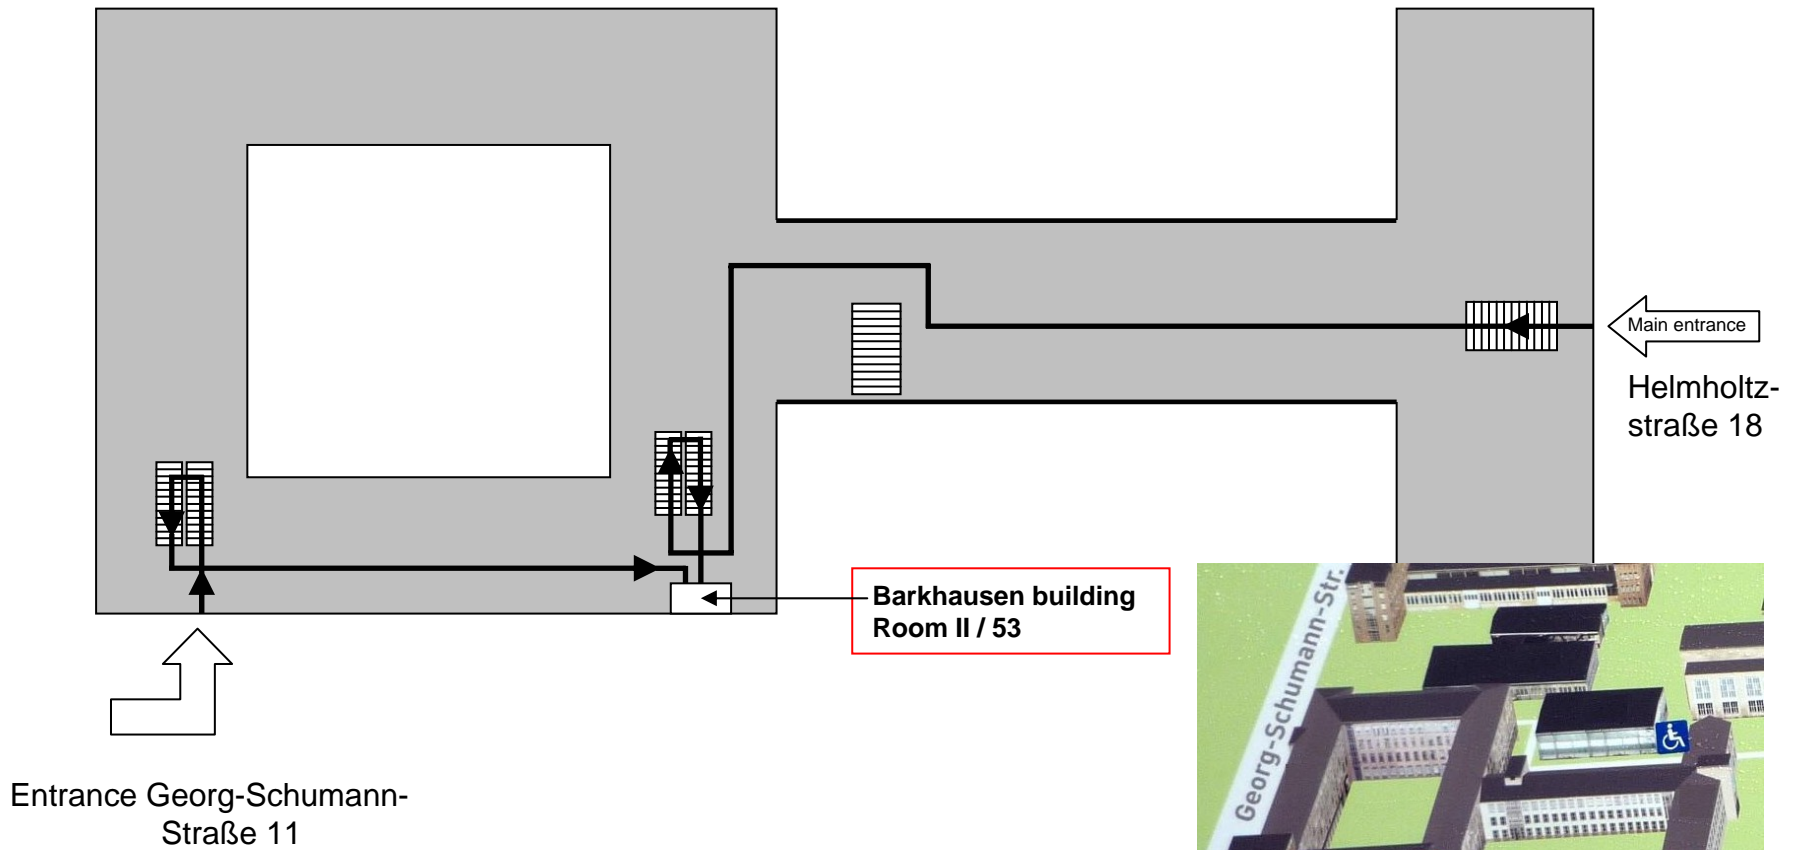 Main entrance
Helmholtz-
straße 18
Barkhausen building
Room II / 53
Georg-Schumann-Str.
Entrance Georg-Schumann-
Straße 11